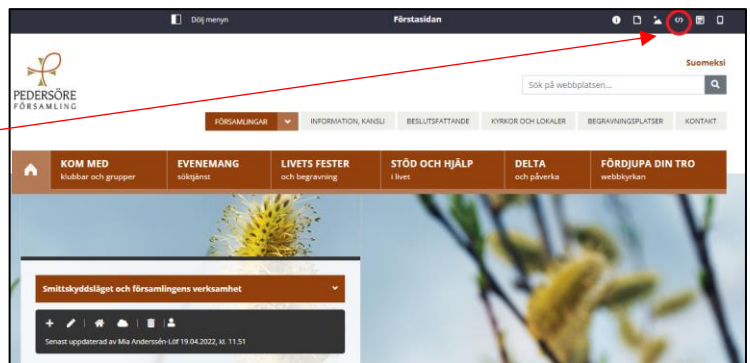 Dölj menyn
Förstasidan
Suomeksi
PEDERSÖRE
FÖRSAMLING
Sök på webbplatsen...
FÖRSAMLINGAR
INFORMATION, KANSLI
BESLUTSFATTANDE
KYRKOR OCH LOKALER
BEGRAVNINGSPLATSER
KONTAKT
KOM MED
klubbar och grupper
EVENEMANG
söktjänst
LIVETS FESTER
och begravning
STÖD OCH HJÄLP
i livet
DELTA
och påverka
FÖRDJUPA DIN TRO
webbkyrkan
Smittskyddsläget och församlingens verksamhet
Senast uppdaterad av Mia Anderssén-Löf 19.04.2022, kl. 11.51